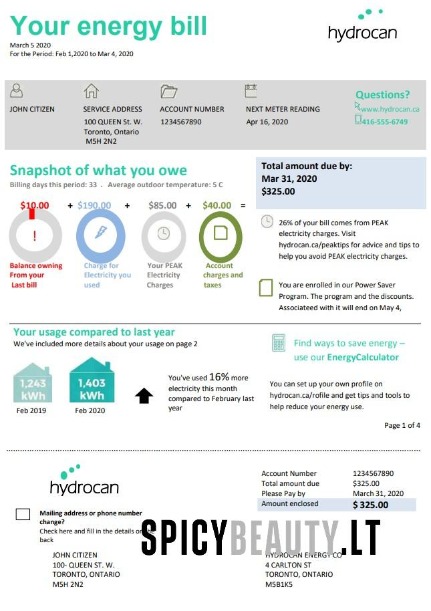 Your energy bill
March 5 2020
For the Period: Feb 1,2020 to Mar 4, 2020
hydrocan
JOHN CITIZEN
SERVICE ADDRESS
100 QUEEN St. W.
Toronto, Ontario
M5H 2N2
ACCOUNT NUMBER
1234567890
NEXT METER READING
Apr 16, 2020
Questions?
www.hydrocan.ca
416-555-6749
Snapshot of what you owe
Billing days this period: 33 . Average outdoor temperature: 5 C
$10.00 + $190.00 + $85.00 + $40.00 =
!
Balance owning
From your
Last bill
Charge for
Electricity you
used
Your PEAK
Electricity
Charges
Account
charges and
taxes
Total amount due by:
Mar 31, 2020
$325.00
26% of your bill comes from PEAK
electricity charges. Visit
hydrocan.ca/peaktips for advice and tips to
help you avoid PEAK electricity charges.
You are enrolled in our Power Saver
Program. The program and the discounts.
Associateed with it will end on May 4,
Your usage compared to last year
We've included more details about your usage on page 2
1,243
kWh
Feb 2019
1,403
kWh
Feb 2020
You've used 16% more
electricity this month
compared to February last
year
Find ways to save energy –
use our EnergyCalculator
You can set up your own profile on
hydrocan.ca/rofile and get tips and tools to
help reduce your energy use.
Page 1 of 4
hydrocan
Mailing address or phone number
change?
Check here and fill in the details on
back
Account Number 1234567890
Total amount due $325.00
Please Pay by March 31, 2020
Amount enclosed $ 325.00
SPICYBEAUTY.LT
JOHN CITIZEN
100- QUEEN ST. W.
TORONTO, ONTARIO
M5H 2N2
HYDROCAN ENERGY CO
4 CARLTON ST
TORONTO, ONTARIO
M5B1K5